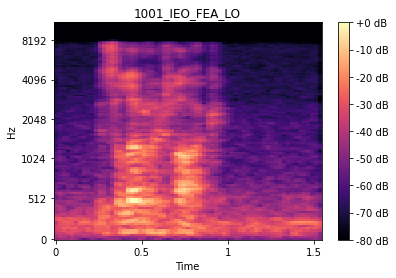 1001_IEO_FEA_LO
Hz
8192
4096
2048
1024
512
0
0
0.5
1
1.5
Time
+0 dB
-10 dB
-20 dB
-30 dB
-40 dB
-50 dB
-60 dB
-70 dB
-80 dB